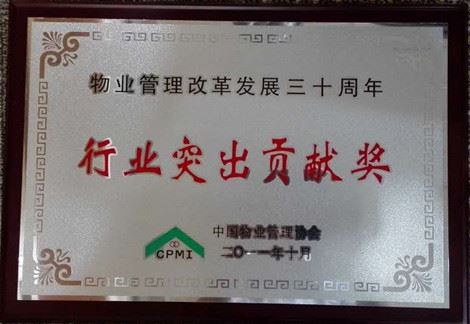 物业管理改革发展三十周年
行业突出贡献奖
中国物业管理协会
CPMI
二〇一一年十月